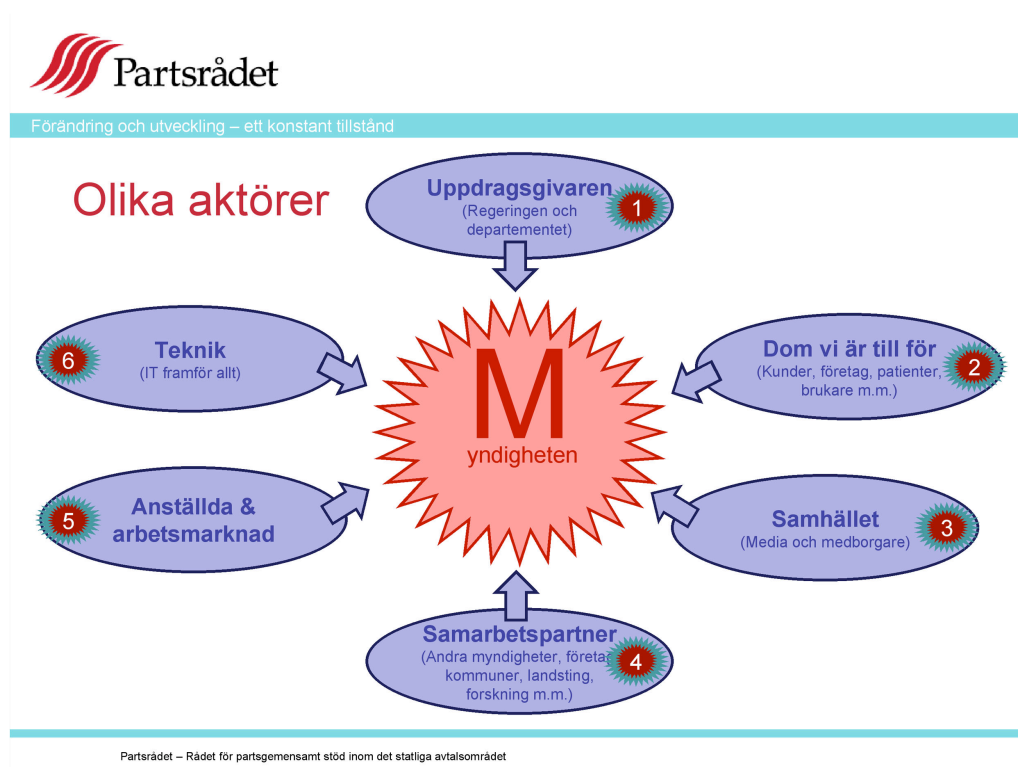 Partsrådet
Förändring och utveckling – ett konstant tillstånd
Olika aktörer
Uppdragsgivaren
(Regeringen och
departementet)
1
Dom vi är till för
(Kunder, företag, patienter,
brukare m.m.)
2
Samhället
(Media och medborgare)
3
Samarbetspartner
(Andra myndigheter,
kommuner, landsting,
forskning m.m.)
4
Anställda &
arbetsmarknad
5
Teknik
(IT framför allt)
6
M
yndigheten
Partsrådet – Rådet för partsgemensamt stöd inom det statliga avtalsområdet